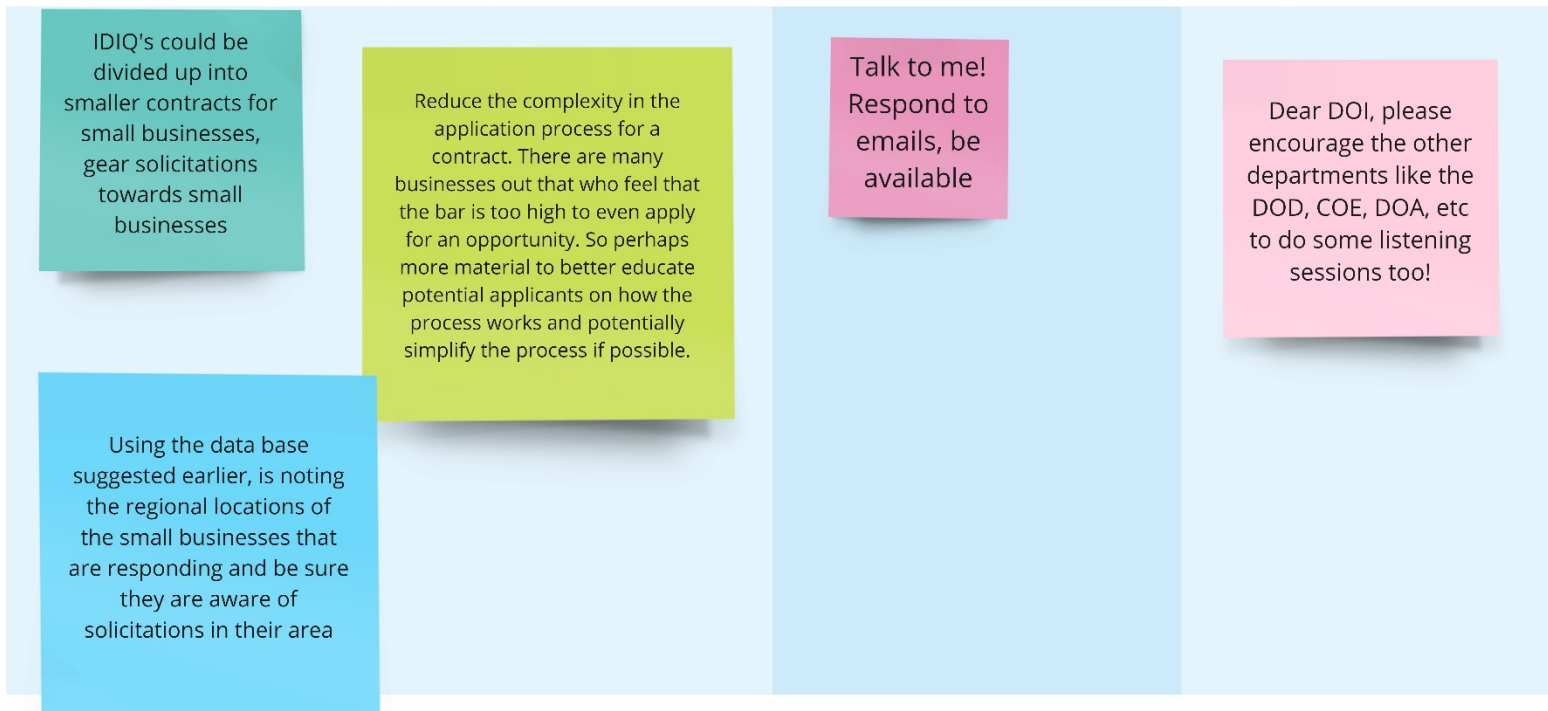 IDIQ's could be
divided up into
smaller contracts for
small businesses,
gear solicitations
towards small
businesses
Reduce the complexity in the
application process for a
contract. There are many
businesses out that who feel that
the bar is too high to even apply
for an opportunity. So perhaps
more material to better educate
potential applicants on how the
process works and potentially
simplify the process if possible.
Using the data base
suggested earlier, is noting
the regional locations of
the small businesses that
are responding and be sure
they are aware of
solicitations in their area
Talk to me!
Respond to
emails, be
available
Dear DOI, please
encourage the other
departments like the
DOD, COE, DOA, etc
to do some listening
sessions too!